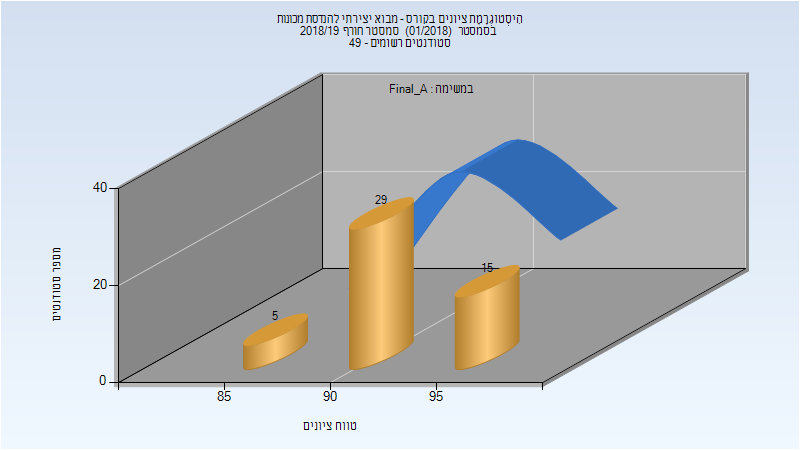 היסטוגרמת ציונים בקורס - מבוא יצירתי להנדסת מכונות
בסמסטר (01/2018) סמסטר חורף 2018/19
סטודנטים רשומים - 49
במשימה : Final_A
29
15
5
40
20
0
85
90
95
מספר סטודנטים
טווח ציונים